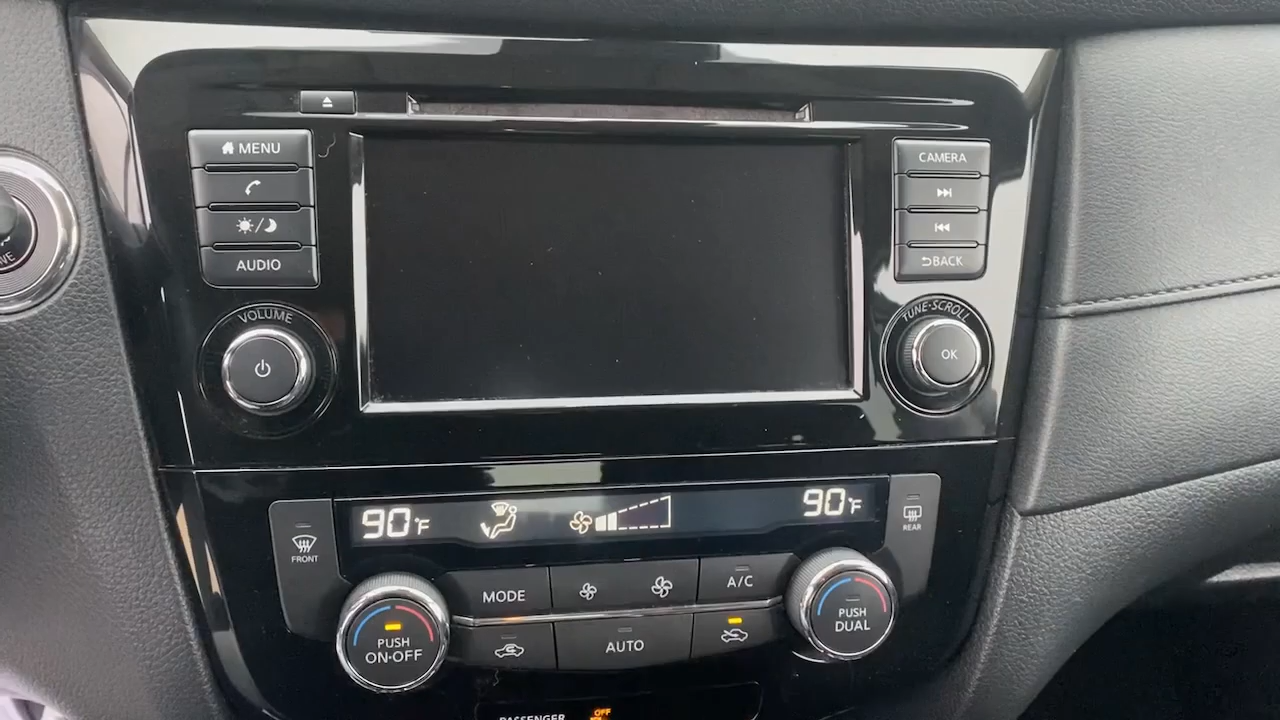 MENU
CAMERA
AUDIO
BACK
VOLUME
TUNE·SCROLL
OK
90°F
90°F
FRONT
REAR
MODE
A/C
PUSH
ON·OFF
PUSH
DUAL
AUTO
PASSENGER
OFF